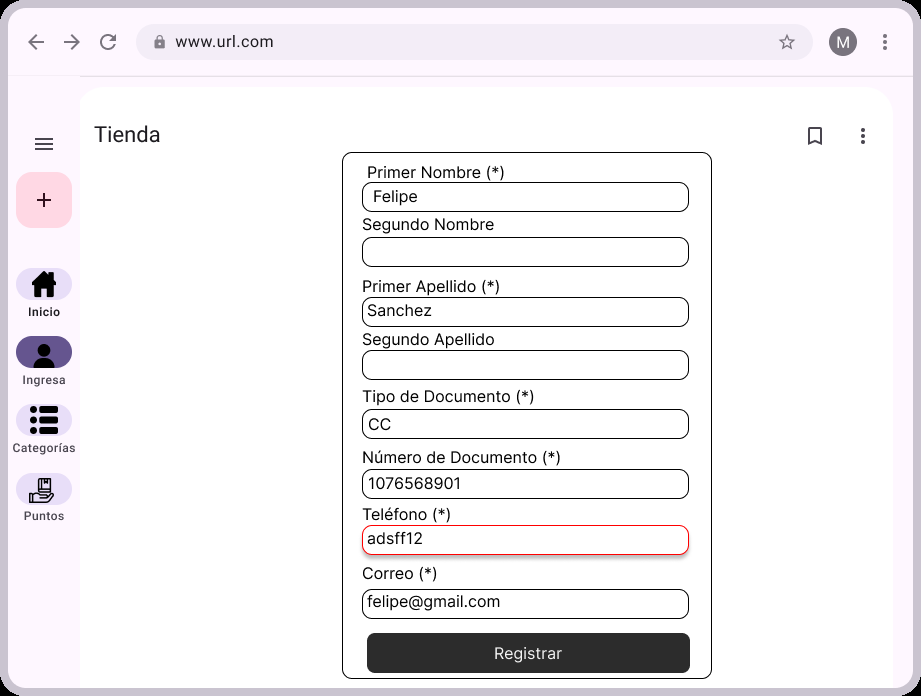 www.url.com
M
Tienda
+
Inicio
Ingresa
Categorías
Puntos
Primer Nombre (*)
Felipe
Segundo Nombre
Primer Apellido (*)
Sanchez
Segundo Apellido
Tipo de Documento (*)
CC
Número de Documento (*)
1076568901
Teléfono (*)
adsff12
Correo (*)
felipe@gmail.com
Registrar